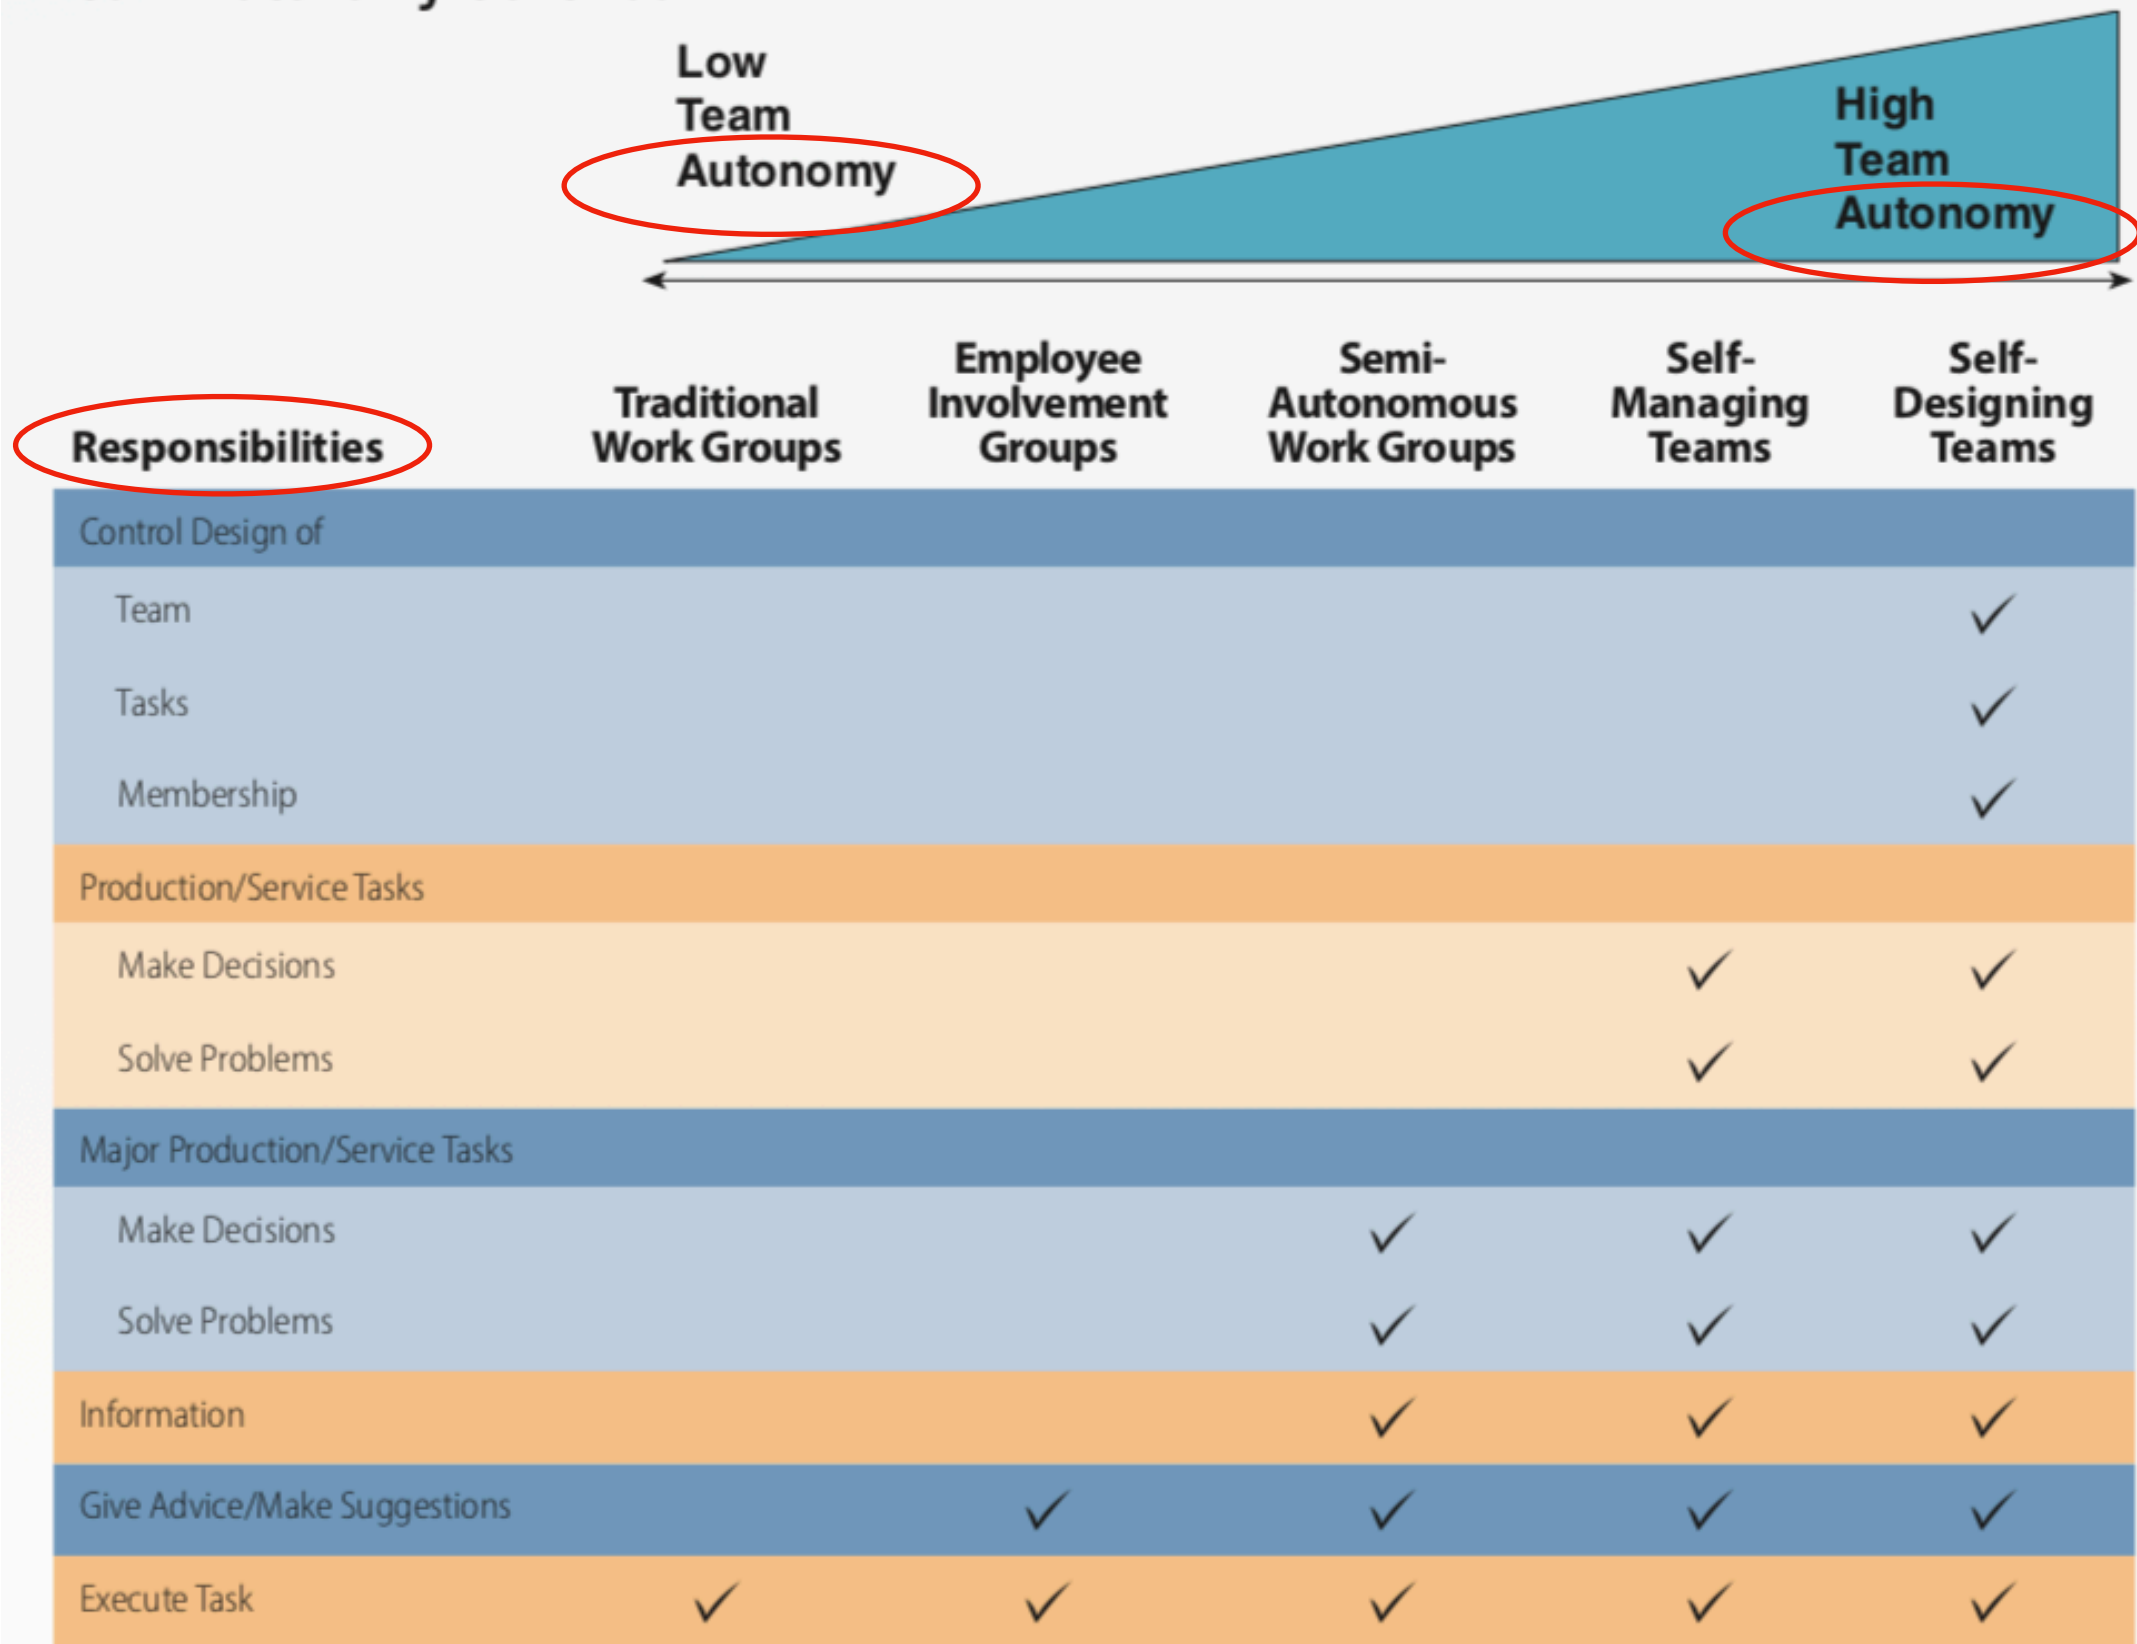 Low
Team
Autonomy
High
Team
Autonomy
Responsibilities
Traditional
Work Groups
Employee
Involvement
Groups
Semi-
Autonomous
Work Groups
Self-
Managing
Teams
Self-
Designing
Teams
Control Design of
Team ✓
Tasks ✓
Membership ✓
Production/Service Tasks
Make Decisions ✓ ✓
Solve Problems ✓ ✓
Major Production/Service Tasks
Make Decisions ✓ ✓ ✓
Solve Problems ✓ ✓ ✓
Information ✓ ✓ ✓
Give Advice/Make Suggestions ✓ ✓ ✓ ✓
Execute Task ✓ ✓ ✓ ✓ ✓